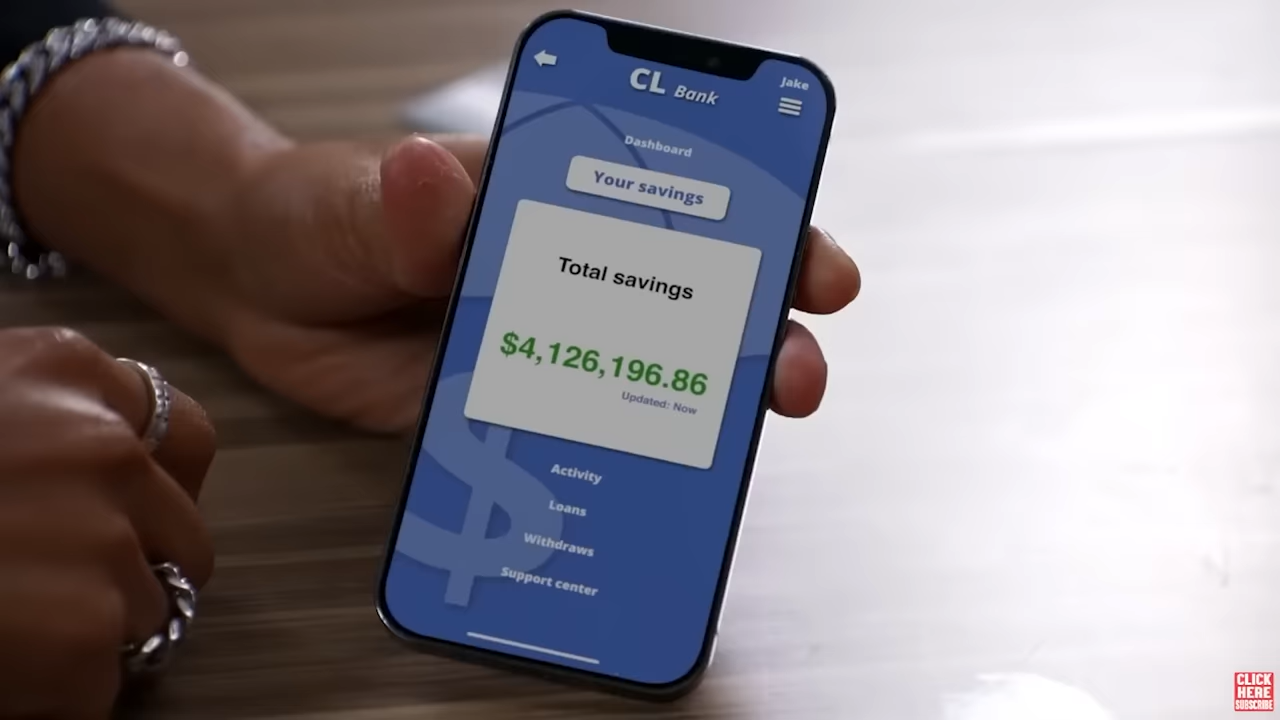 Jake
CL Bank
Dashboard
Your savings
Total savings
$4,126,196.86
Updated: Now
Activity
Loans
Withdraws
Support center
CLICK
HERE
SUBSCRIBE